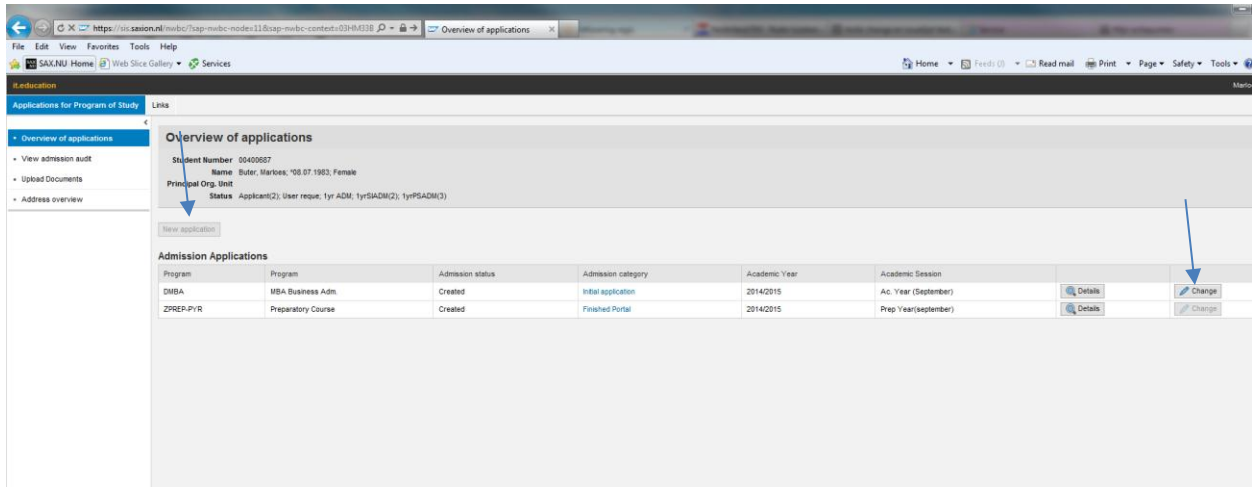 https://sis.saxion.nl/nwbc/?sap-nwbc-node=11&sap-nwbc-context=03HM33B
Overview of applications
File Edit View Favorites Tools Help
SAX.NU Home Web Slice Gallery Services
Home Feeds (J) Read mail Print Page Safety Tools
it.education
Applications for Program of Study Links
Overview of applications
View admission audit
Upload Documents
Address overview
Overview of applications
Student Number 00400687
Name Buter, Marloes; *08.07.1983; Female
Principal Org. Unit
Status Applicant(2); User reque; 1yr ADM; 1yrSIADM(2); 1yrPSADM(3)
New application
Admission Applications
Program Program Admission status Admission category Academic Year Academic Session
DMBA MBA Business Adm. Created Initial application 2014/2015 Ac. Year (September) Details Change
ZPREP-PYR Preparatory Course Created Finished Portal 2014/2015 Prep Year(september) Details Change